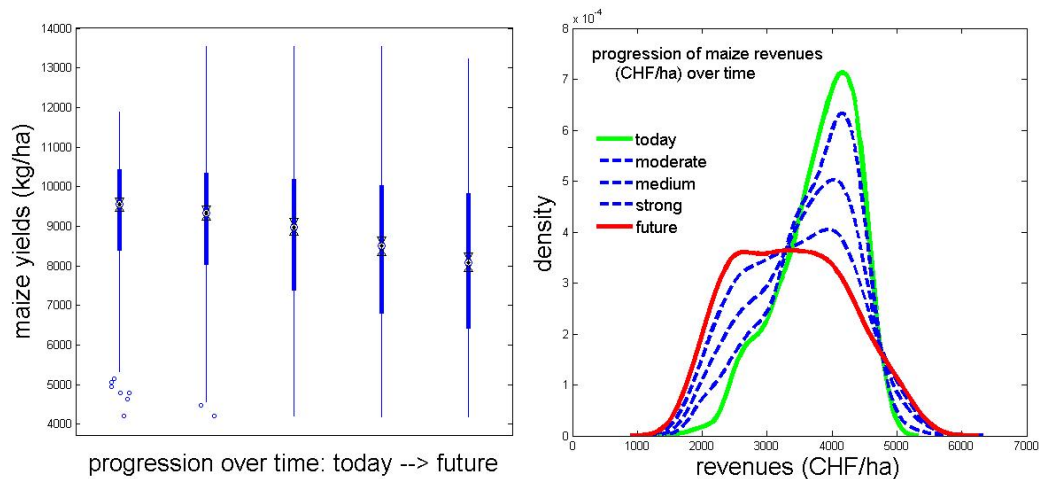 14000
13000
12000
11000
10000
9000
8000
7000
6000
5000
4000
maize yields (kg/ha)
progression over time: today --> future
x 10⁻⁴
8
7
6
5
4
3
2
1
0
density
progression of maize revenues
(CHF/ha) over time
today
moderate
medium
strong
future
0 1000 2000 3000 4000 5000 6000 7000
revenues (CHF/ha)